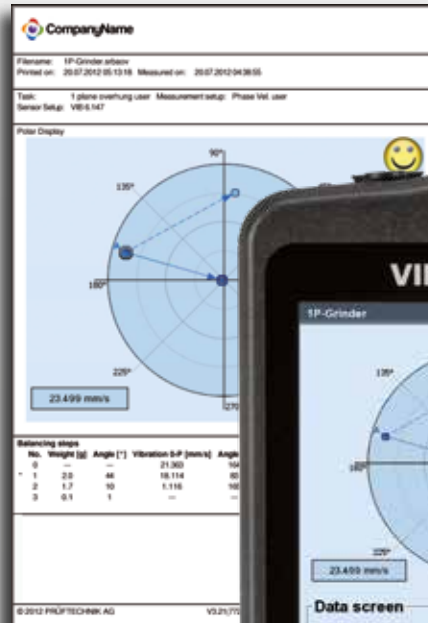 CompanyName
Filename: 1P-Grinder.srbaov
Printed on: 20.07.2012 05:13:18 Measured on: 20.07.2012 04:38:55
Task: 1 plane overhung user Measurement setup: Phase Vel. user
Sensor Setup: VIB 6.147
Polar Display
90°
135°
180°
225°
270
23.499 mm/s
Balancing steps
No. Weight [g] Angle [°] Vibration 0-P [mm/s] Angle
0 — — 21.363 164
* 1 2.0 44 18.114 80
2 1.7 10 1.116 168
3 0.1 1 — —
© 2012 PRÜFTECHNIK AG
VI
1P-Grinder
135°
180
225°
23.499 mm/s
Data screen